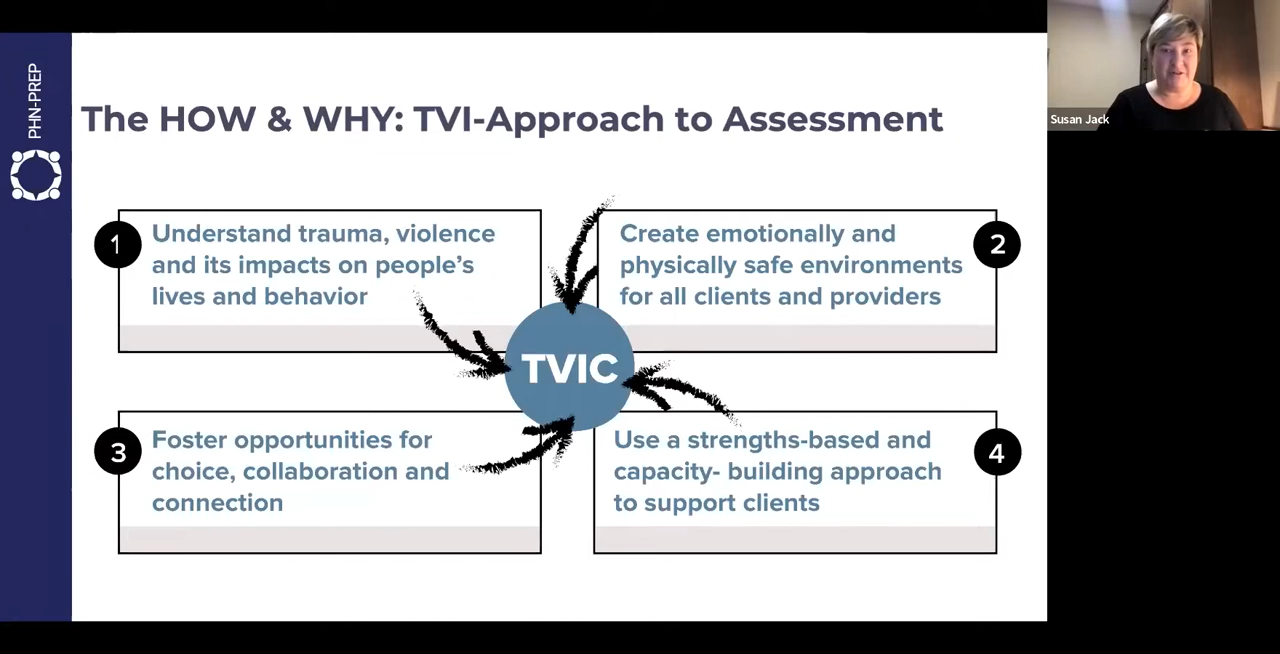 PHN-PREP
The HOW & WHY: TVI-Approach to Assessment
1
Understand trauma, violence
and its impacts on people's
lives and behavior
2
Create emotionally and
physically safe environments
for all clients and providers
TVIC
3
Foster opportunities for
choice, collaboration and
connection
4
Use a strengths-based and
capacity- building approach
to support clients
Susan Jack